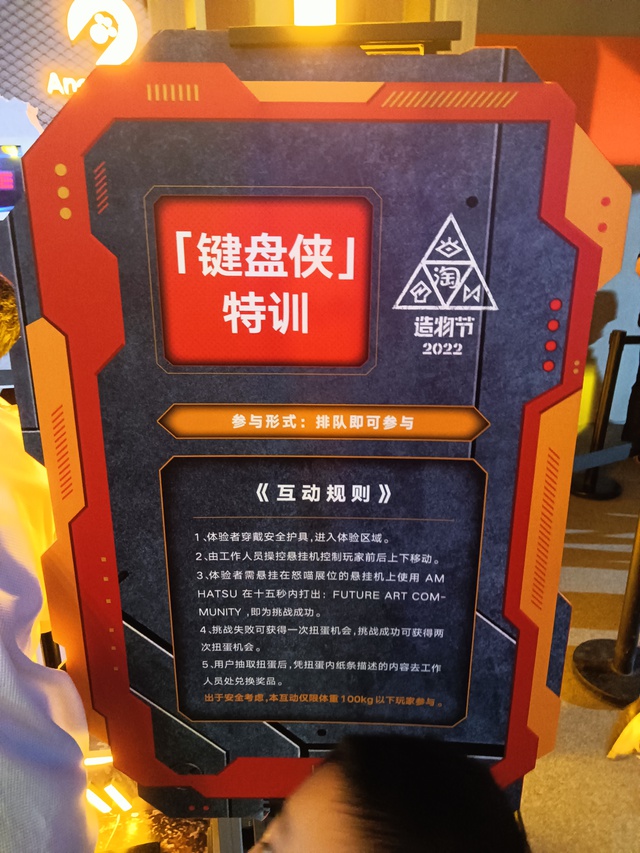 An
「键盘侠」
特训
淘
造物节
2022
参与形式：排队即可参与
《互动规则》
1、体验者穿戴安全护具，进入体验区域。
2、由工作人员操控悬挂机控制玩家前后上下移动。
3、体验者需悬挂在怒喵展位的悬挂机上使用 AM
HATSU 在十五秒内打出：FUTURE ART COM-
MUNITY ，即为挑战成功。
4、挑战失败可获得一次扭蛋机会，挑战成功可获得两
次扭蛋机会。
5、用户抽取扭蛋后，凭扭蛋内纸条描述的内容去工作
人员处兑换奖品。
出于安全考虑，本互动仅限体重100kg以下玩家参与。